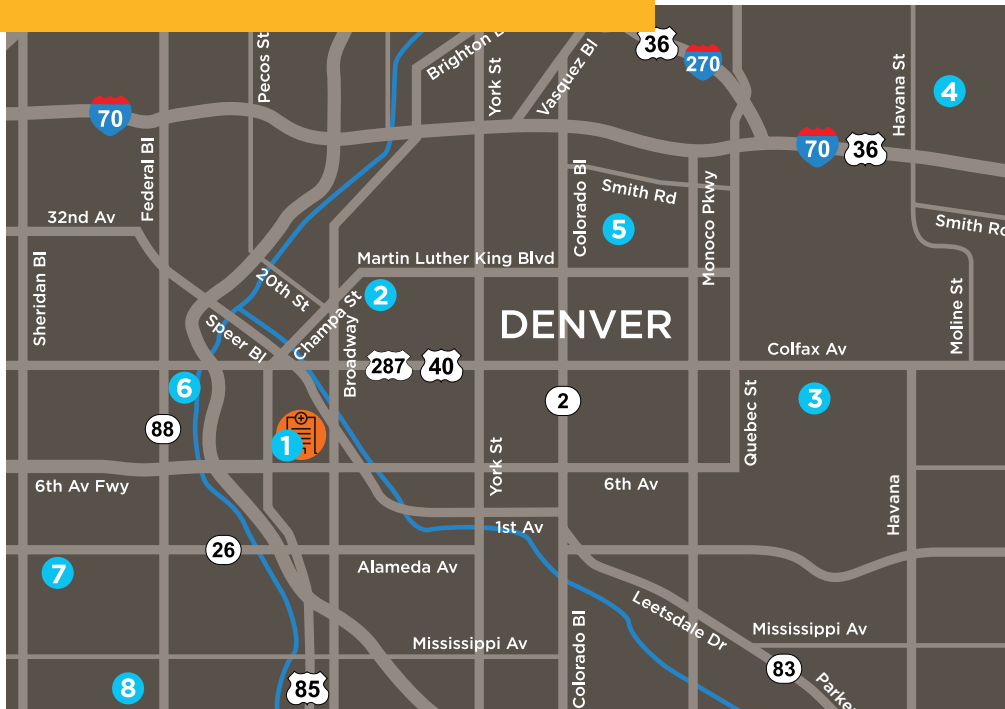 36
270
Pecos St
Brighton
York St
Vasquez Bl
Havana St
4
70
Federal Bl
70
36
Colorado Bl
Smith Rd
Monoco Pkwy
32nd Av
5
Smith Rd
Sheridan Bl
20th St
Martin Luther King Blvd
2
Champa St
Speer Bl
Broadway
DENVER
Moline St
Colfax Av
287
40
6
2
3
88
1
Quebec St
York St
6th Av Fwy
6th Av
Havana
1st Av
26
7
Alameda Av
Leetsdale Dr
Mississippi Av
Mississippi Av
Colorado Bl
83
8
85
Parker